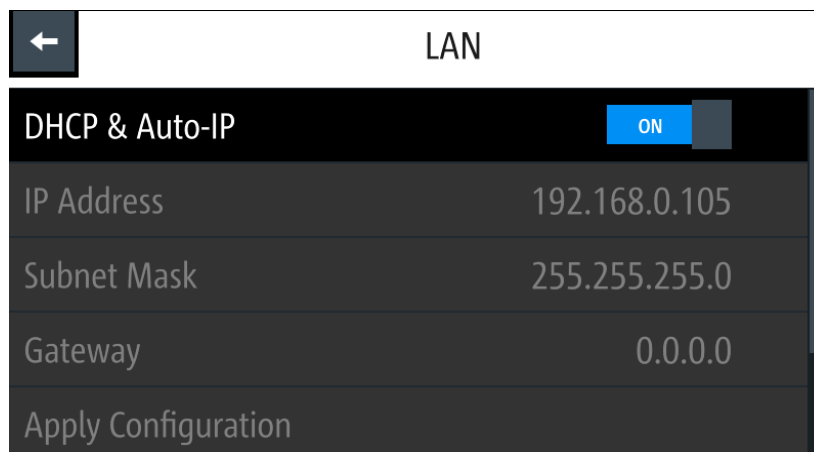 LAN
DHCP & Auto-IP ON
IP Address 192.168.0.105
Subnet Mask 255.255.255.0
Gateway 0.0.0.0
Apply Configuration